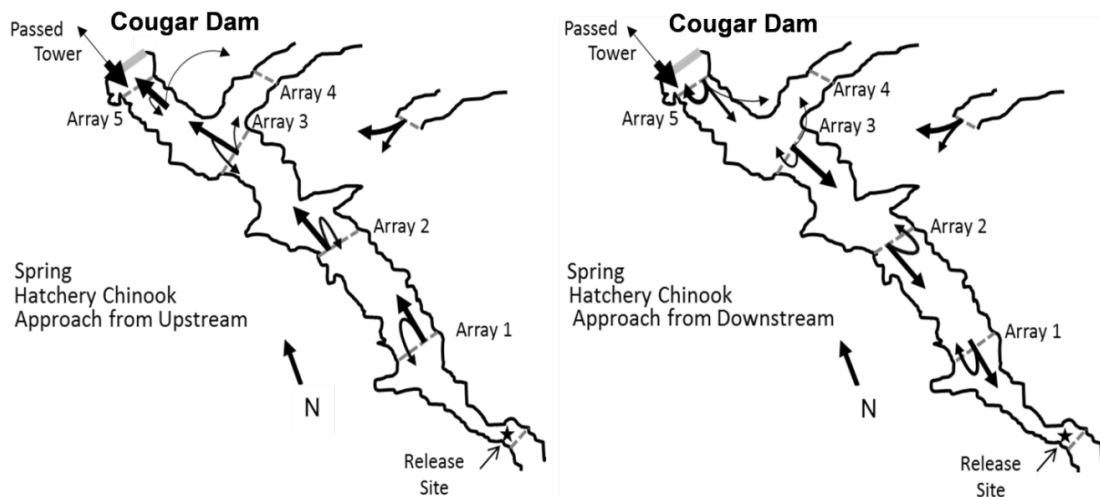 Cougar Dam
Passed
Tower
Array 4
Array 5
Array 3
Array 2
Spring
Hatchery Chinook
Approach from Upstream
Array 1
N
Release
Site
Cougar Dam
Passed
Tower
Array 4
Array 5
Array 3
Array 2
Spring
Hatchery Chinook
Approach from Downstream
Array 1
N
Release
Site